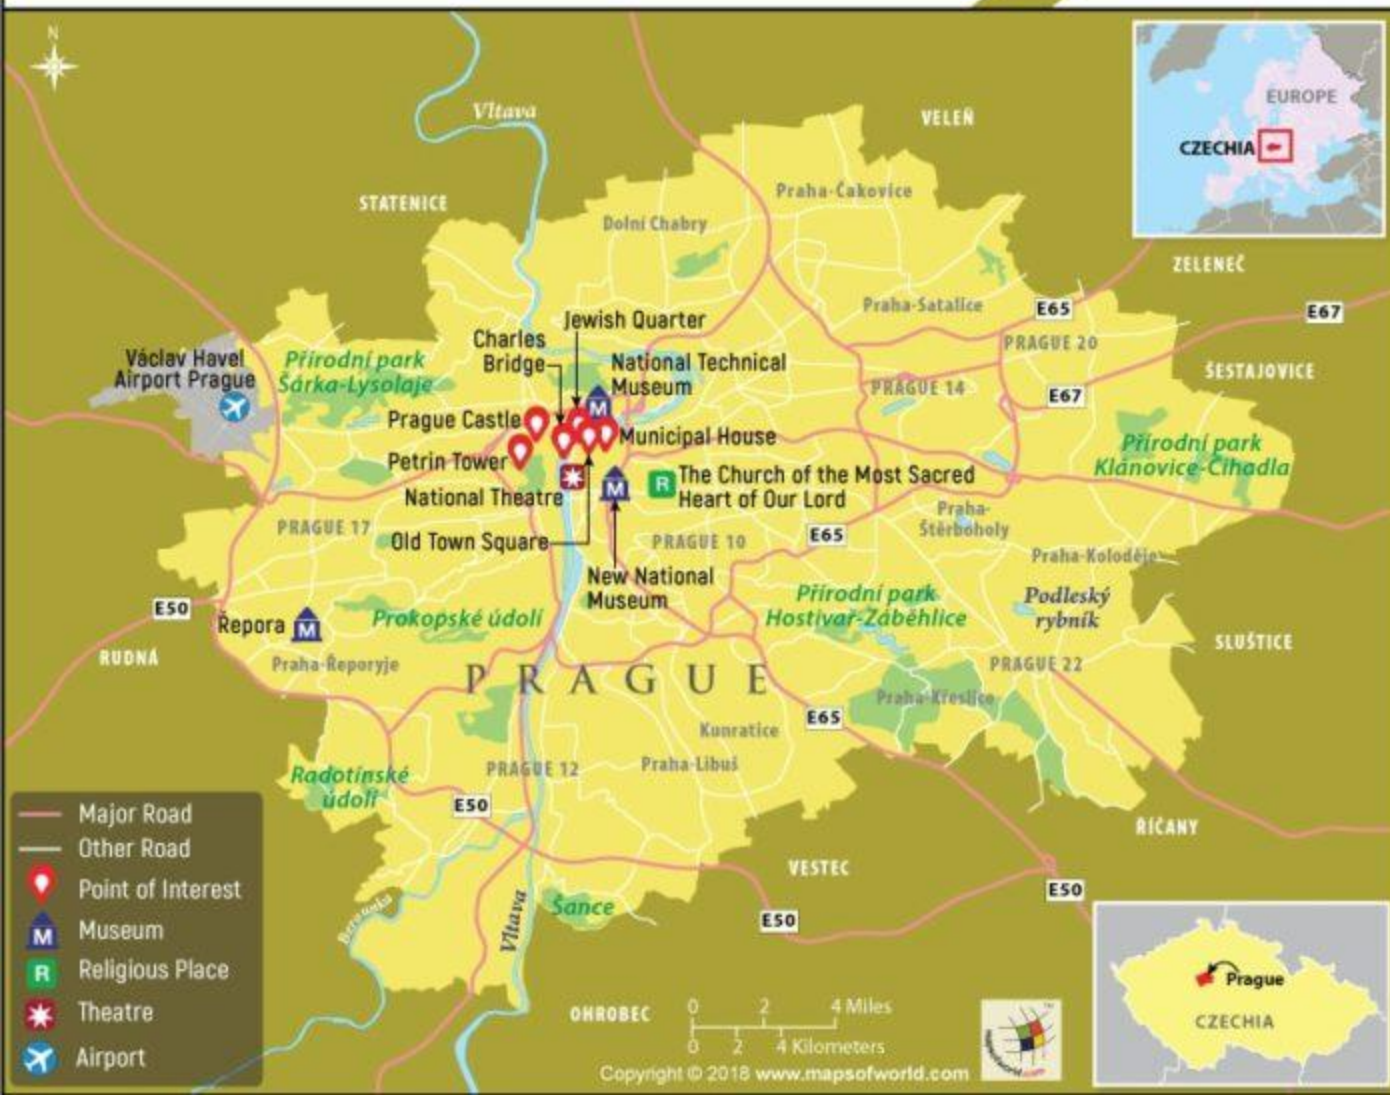 N
Vltava
VELEŇ
EUROPE
CZECHIA
STATENICE
Praha-Čakovice
Dolní Chabry
ZELENEČ
Praha-Satalice
E65
E67
Jewish Quarter
Charles
Bridge
PRAGUE 20
Václav Havel
Airport Prague
Přírodní park
Šárka-Lysolaje
National Technical
Museum
ŠESTAJOVICE
PRAGUE 14
E67
Prague Castle
Municipal House
Přírodní park
Klánovice-Čihadla
Petrin Tower
R
The Church of the Most Sacred
Heart of Our Lord
M
M
National Theatre
PRAGUE 17
Praha-
Štěrboholy
Old Town Square
PRAGUE 10
E65
Praha-Koloděje
New National
Museum
E50
Přírodní park
Hostivař-Záběhlice
Podleský
rybník
Řepora
M
Prokopské údolí
SLUŠTICE
RUDNÁ
Praha-Řeporyje
PRAGUE
PRAGUE 22
Praha-Křeslice
E65
Kunratice
Praha-Libuš
PRAGUE 12
Radotínské
údolí
E50
ŘÍČANY
Major Road
Other Road
Point of Interest
M
Museum
R
Religious Place
Theatre
Airport
VESTEC
E50
Šance
Berounka
Vltava
E50
Prague
CZECHIA
OHROBEC
0 2 4 Miles
0 2 4 Kilometers
mapsofworld.com
™
Copyright © 2018 www.mapsofworld.com